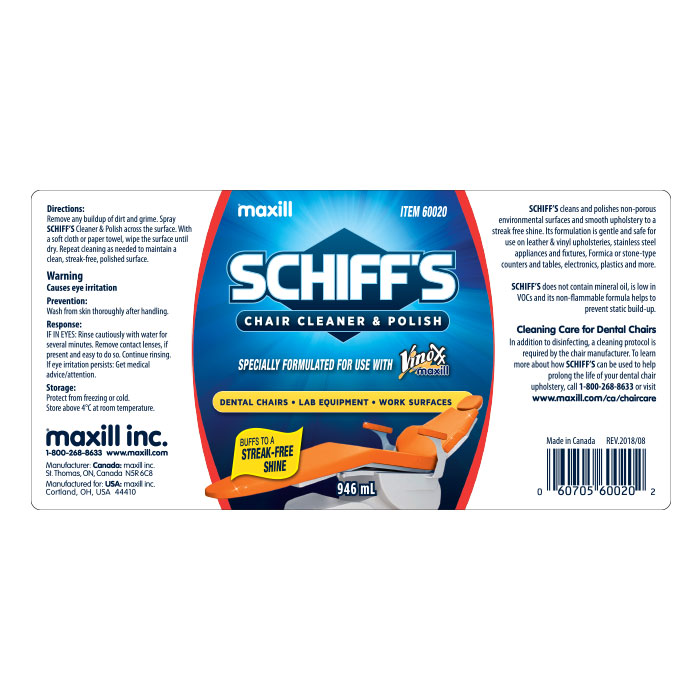 Directions:
Remove any buildup of dirt and grime. Spray
SCHIFF'S Cleaner & Polish across the surface. With
a soft cloth or paper towel, wipe the surface until
dry. Repeat cleaning as needed to maintain a
clean, streak-free, polished surface.
Warning
Causes eye irritation
Prevention:
Wash from skin thoroughly after handling.
Response:
IF IN EYES: Rinse cautiously with water for
several minutes. Remove contact lenses, if
present and easy to do so. Continue rinsing.
If eye irritation persists: Get medical
advice/attention.
Storage:
Protect from freezing or cold.
Store above 4°C at room temperature.
maxill inc.
1-800-268-8633 www.maxill.com
Manufacturer: Canada: maxill inc.
St. Thomas, ON, Canada N5R 6C8
Manufactured for: USA: maxill inc.
Cortland, OH, USA 44410
maxill
ITEM 60020
SCHIFF'S
CHAIR CLEANER & POLISH
SPECIALLY FORMULATED FOR USE WITH Vinoxx
maxill
DENTAL CHAIRS • LAB EQUIPMENT • WORK SURFACES
BUFFS TO A
STREAK-FREE
SHINE
946 mL
SCHIFF'S cleans and polishes non-porous
environmental surfaces and smooth upholstery to a
streak free shine. Its formulation is gentle and safe for
use on leather & vinyl upholsteries, stainless steel
appliances and fixtures, Formica or stone-type
counters and tables, electronics, plastics and more.
SCHIFF'S does not contain mineral oil, is low in
VOCs and its non-flammable formula helps to
prevent static build-up.
Cleaning Care for Dental Chairs
In addition to disinfecting, a cleaning protocol is
required by the chair manufacturer. To learn
more about how SCHIFF'S can be used to help
prolong the life of your dental chair
upholstery, call 1-800-268-8633 or visit
www.maxill.com/ca/chaircare
Made in Canada REV.2018/08
0 60705 60020 2